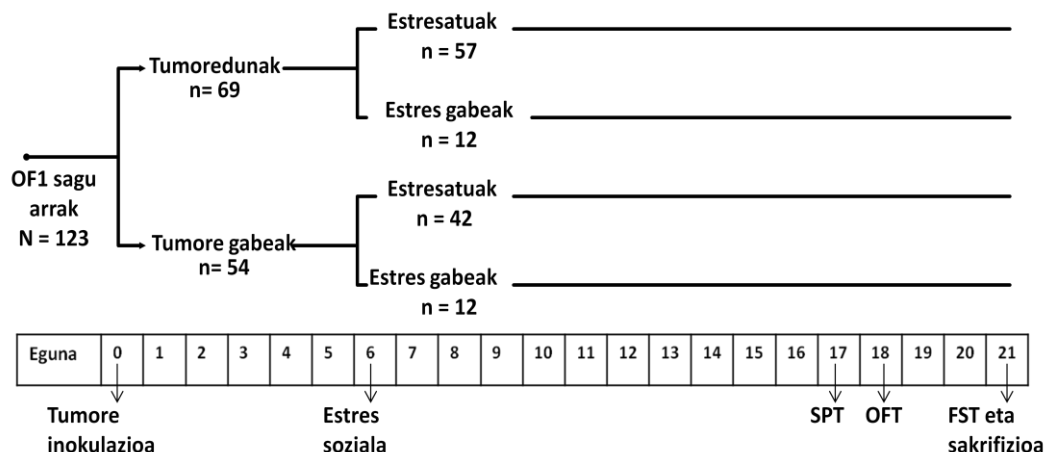 Estresatuak
n = 57
Tumoredunak
n= 69
Estres gabeak
n = 12
OF1 sagu
arrak
N = 123
Estresatuak
n = 42
Tumore gabeak
n= 54
Estres gabeak
n = 12
Eguna 0 1 2 3 4 5 6 7 8 9 10 11 12 13 14 15 16 17 18 19 20 21
Tumore
inokulazioa
Estres
soziala
SPT
OFT
FST eta
sakrifizioa